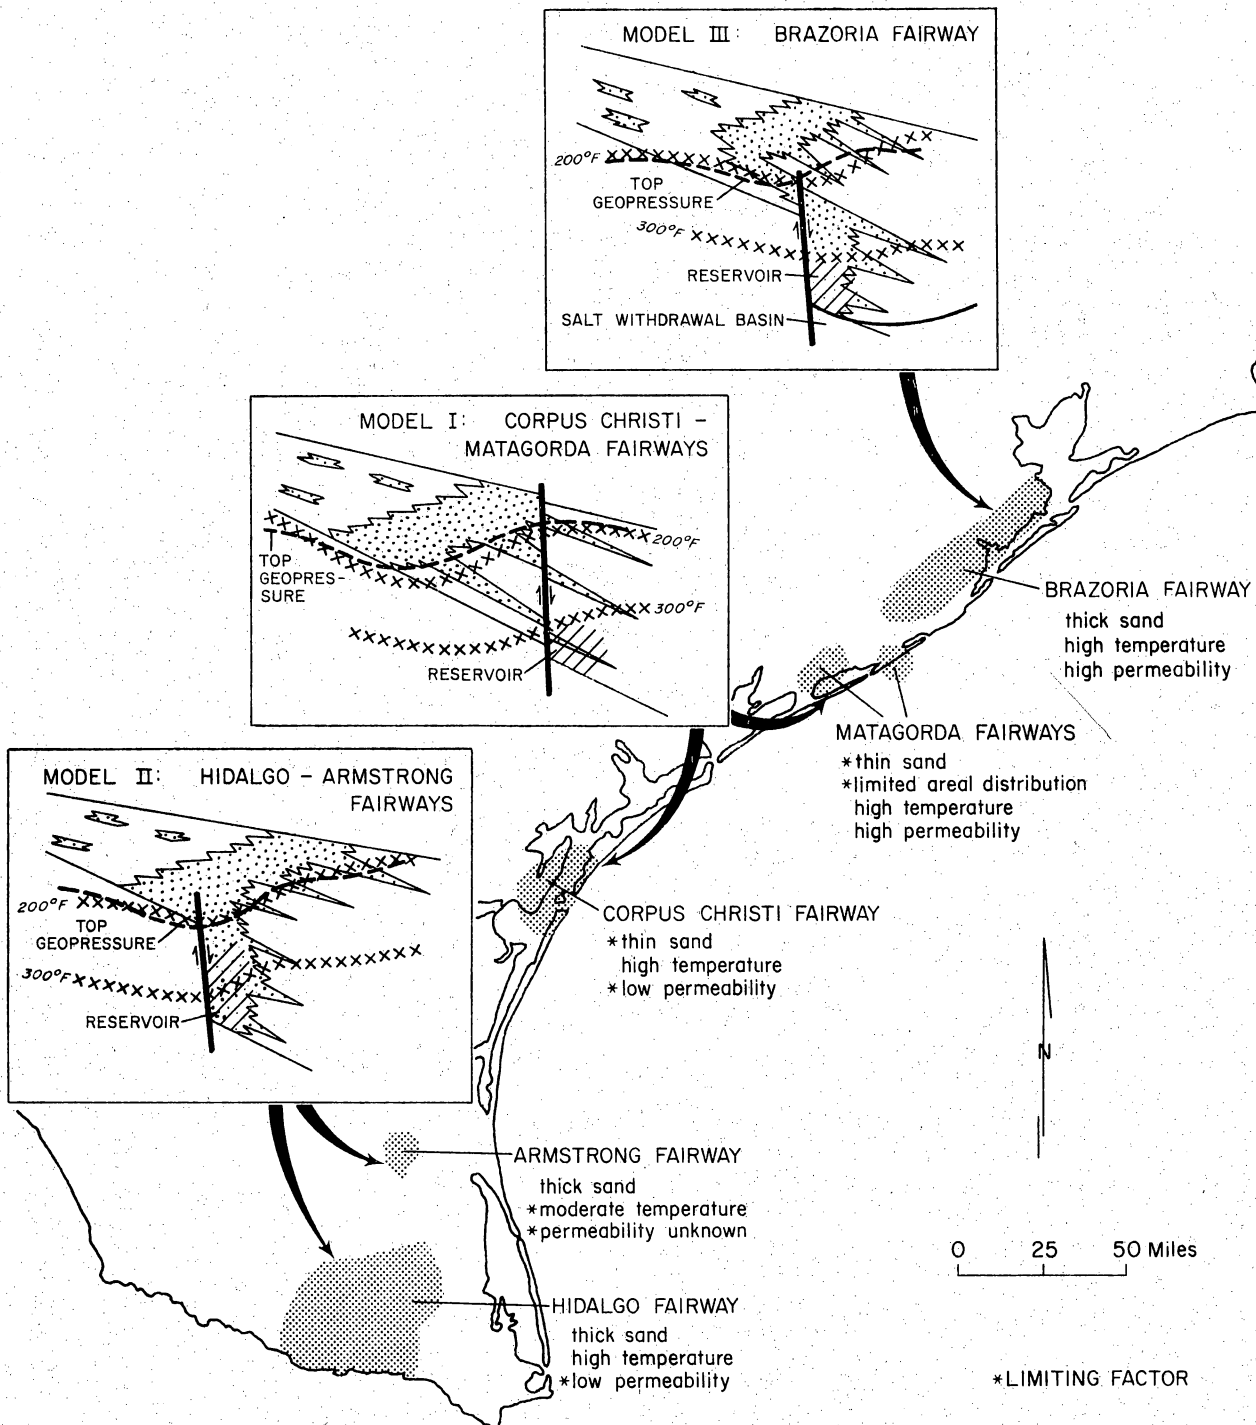 MODEL III: BRAZORIA FAIRWAY
200°F
TOP
GEOPRESSURE
300°F
RESERVOIR
SALT WITHDRAWAL BASIN
MODEL I: CORPUS CHRISTI –
MATAGORDA FAIRWAYS
200°F
TOP
GEOPRES-
SURE
300°F
RESERVOIR
BRAZORIA FAIRWAY
thick sand
high temperature
high permeability
MATAGORDA FAIRWAYS
*thin sand
*limited areal distribution
high temperature
high permeability
MODEL II: HIDALGO – ARMSTRONG
FAIRWAYS
200°F
TOP
GEOPRESSURE
300°F
RESERVOIR
CORPUS CHRISTI FAIRWAY
*thin sand
high temperature
*low permeability
N
ARMSTRONG FAIRWAY
thick sand
*moderate temperature
*permeability unknown
0 25 50 Miles
HIDALGO FAIRWAY
thick sand
high temperature
*low permeability
*LIMITING FACTOR